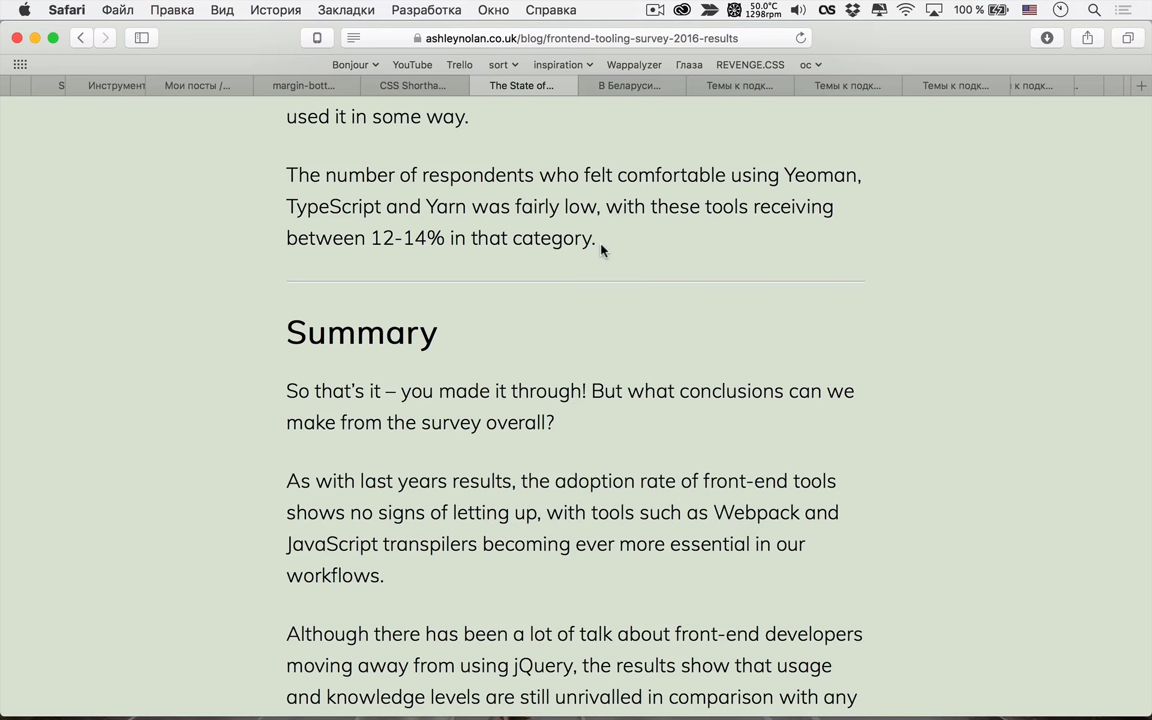 Safari Файл Правка Вид История Закладки Разработка Окно Справка 50.0°C 1298rpm 100 %
ashleynolan.co.uk/blog/frontend-tooling-survey-2016-results
Bonjour YouTube Trello sort inspiration Wappalyzer Глаза REVENGE.CSS ос
S Инструмент Мои посты /... margin-bott... CSS Shortha... The State of... В Беларуси... Темы к подк... Темы к подк... Темы к подк... к подк...
used it in some way.
The number of respondents who felt comfortable using Yeoman,
TypeScript and Yarn was fairly low, with these tools receiving
between 12-14% in that category.
Summary
So that’s it – you made it through! But what conclusions can we
make from the survey overall?
As with last years results, the adoption rate of front-end tools
shows no signs of letting up, with tools such as Webpack and
JavaScript transpilers becoming ever more essential in our
workflows.
Although there has been a lot of talk about front-end developers
moving away from using jQuery, the results show that usage
and knowledge levels are still unrivalled in comparison with any